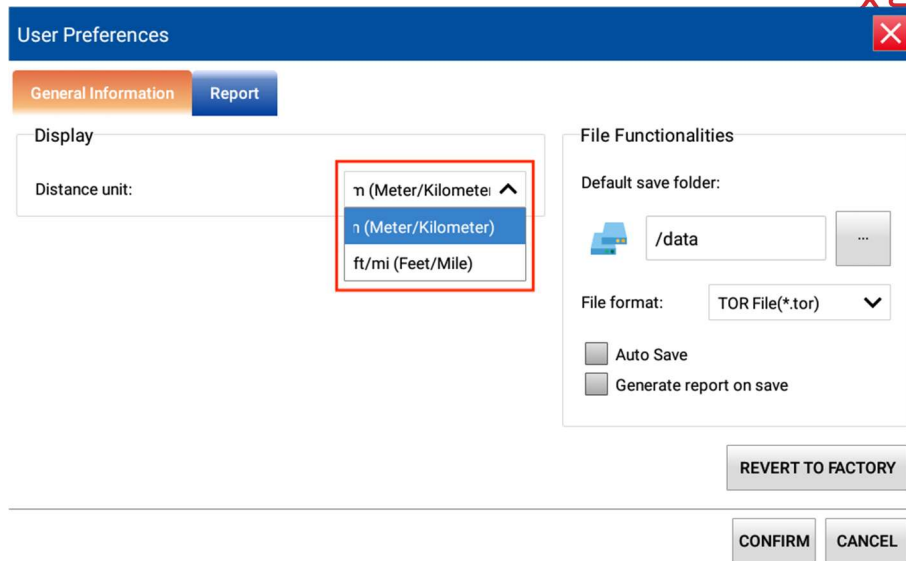 User Preferences
General Information
Report
Display
Distance unit:
m (Meter/Kilometer
m (Meter/Kilometer)
ft/mi (Feet/Mile)
File Functionalities
Default save folder:
/data
...
File format:
TOR File(*.tor)
Auto Save
Generate report on save
REVERT TO FACTORY
CONFIRM
CANCEL